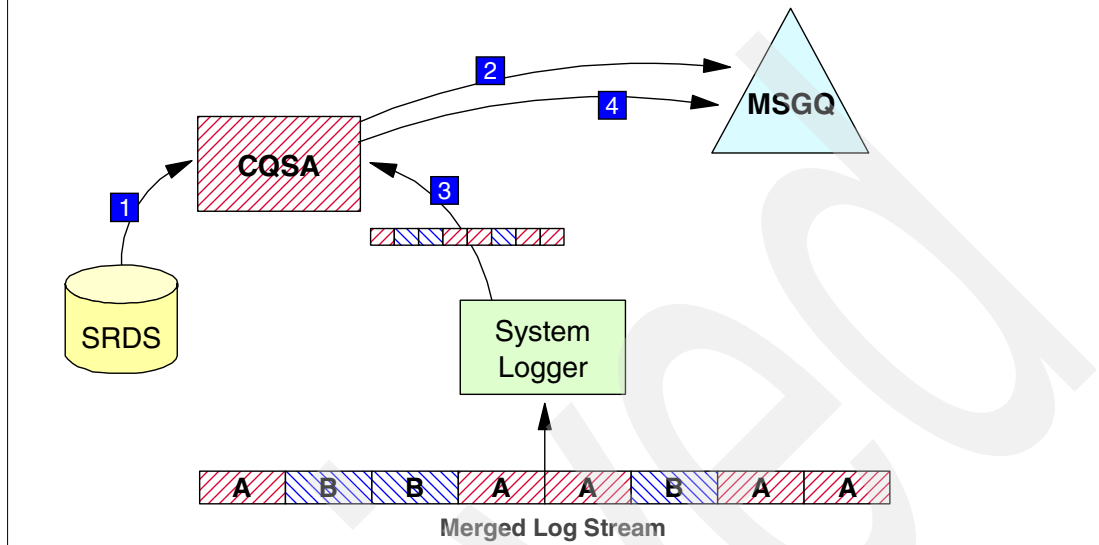 2
4
MSGQ
CQSA
3
1
SRDS
System
Logger
A B B A A B A A
Merged Log Stream